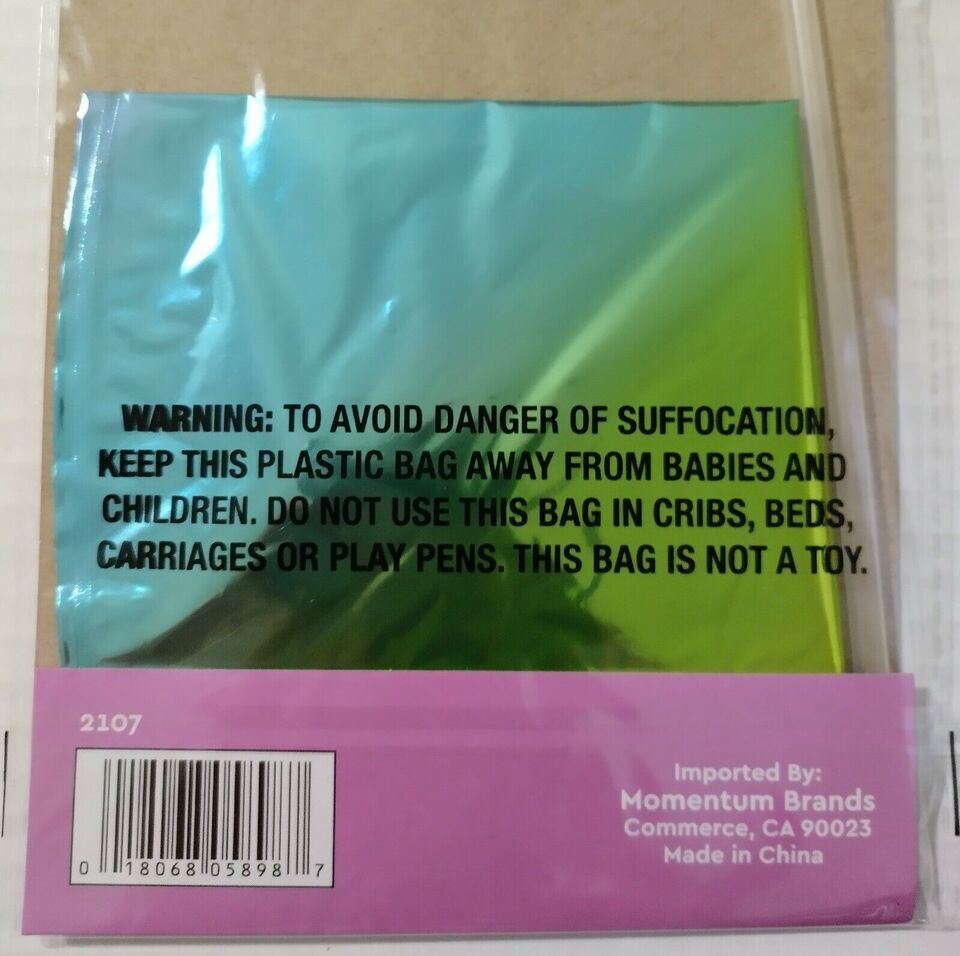 WARNING: TO AVOID DANGER OF SUFFOCATION,
KEEP THIS PLASTIC BAG AWAY FROM BABIES AND
CHILDREN. DO NOT USE THIS BAG IN CRIBS, BEDS,
CARRIAGES OR PLAY PENS. THIS BAG IS NOT A TOY.
2107
0 18068 05898 7
Imported By:
Momentum Brands
Commerce, CA 90023
Made in China